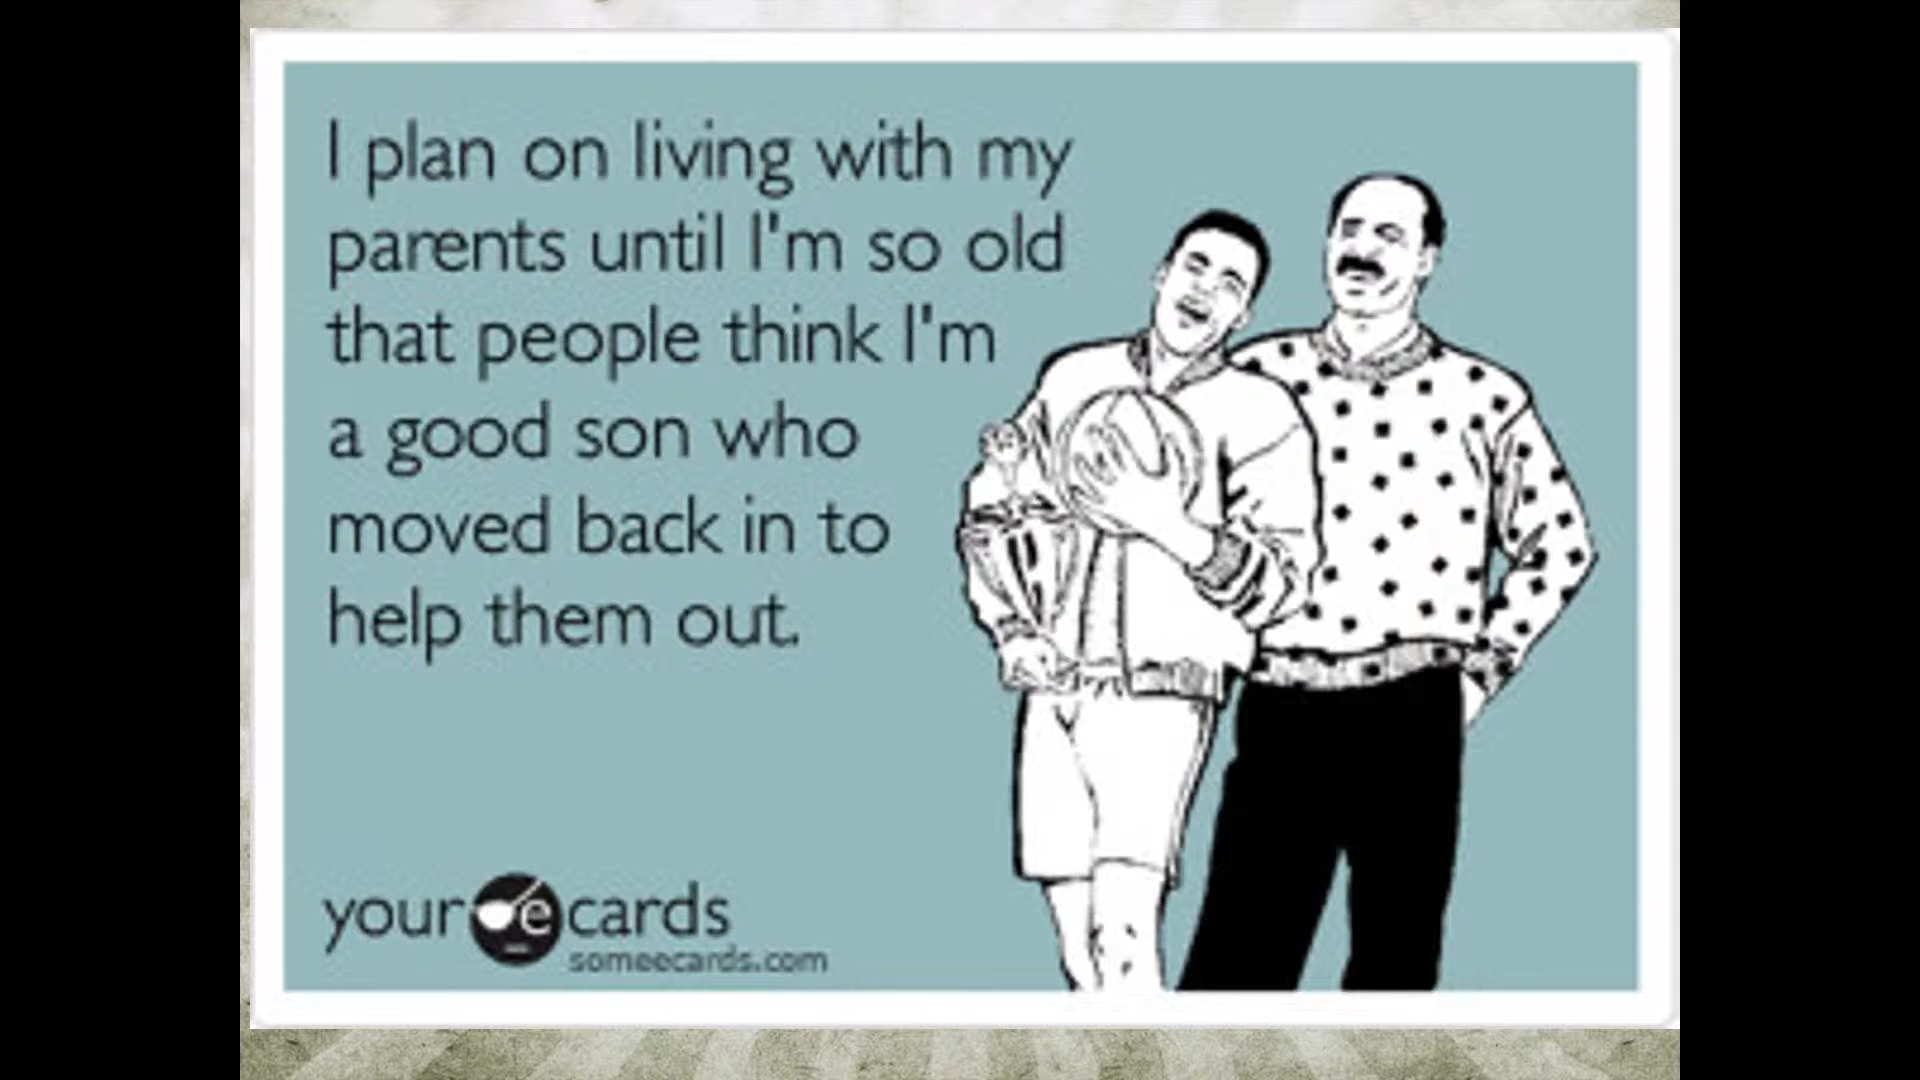 I plan on living with my
parents until I'm so old
that people think I'm
a good son who
moved back in to
help them out.
your e cards
someecards.com